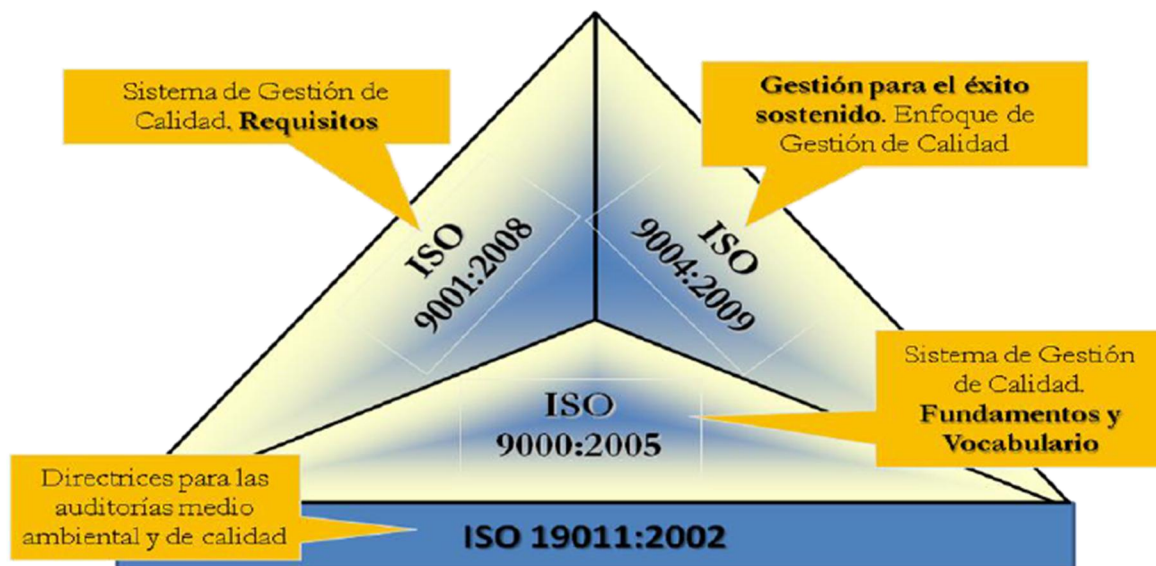 Sistema de Gestión de
Calidad. Requisitos
Gestión para el éxito
sostenido. Enfoque de
Gestión de Calidad
ISO
9001:2008
ISO
9004:2009
Sistema de Gestión
de Calidad.
Fundamentos y
Vocabulario
ISO
9000:2005
Directrices para las
auditorías medio
ambiental y de calidad
ISO 19011:2002